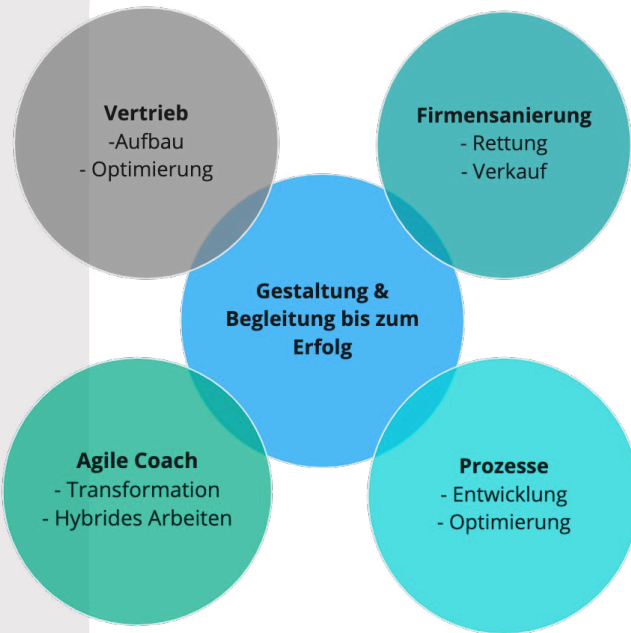 Vertrieb
-Aufbau
- Optimierung
Firmensanierung
- Rettung
- Verkauf
Gestaltung &
Begleitung bis zum
Erfolg
Agile Coach
- Transformation
- Hybrides Arbeiten
Prozesse
- Entwicklung
- Optimierung